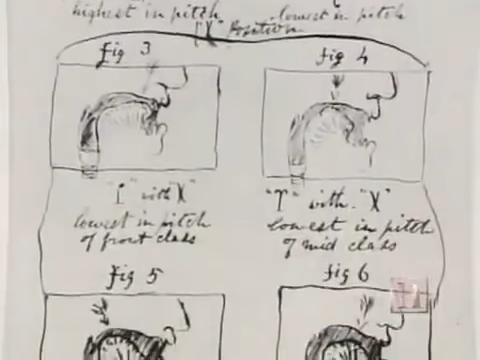 highest in pitch lowest in pitch
"X" Position
fig 3 fig 4
"I" with "X" "T" with "X"
lowest in pitch lowest in pitch
of front class of mid class
fig 5 fig 6